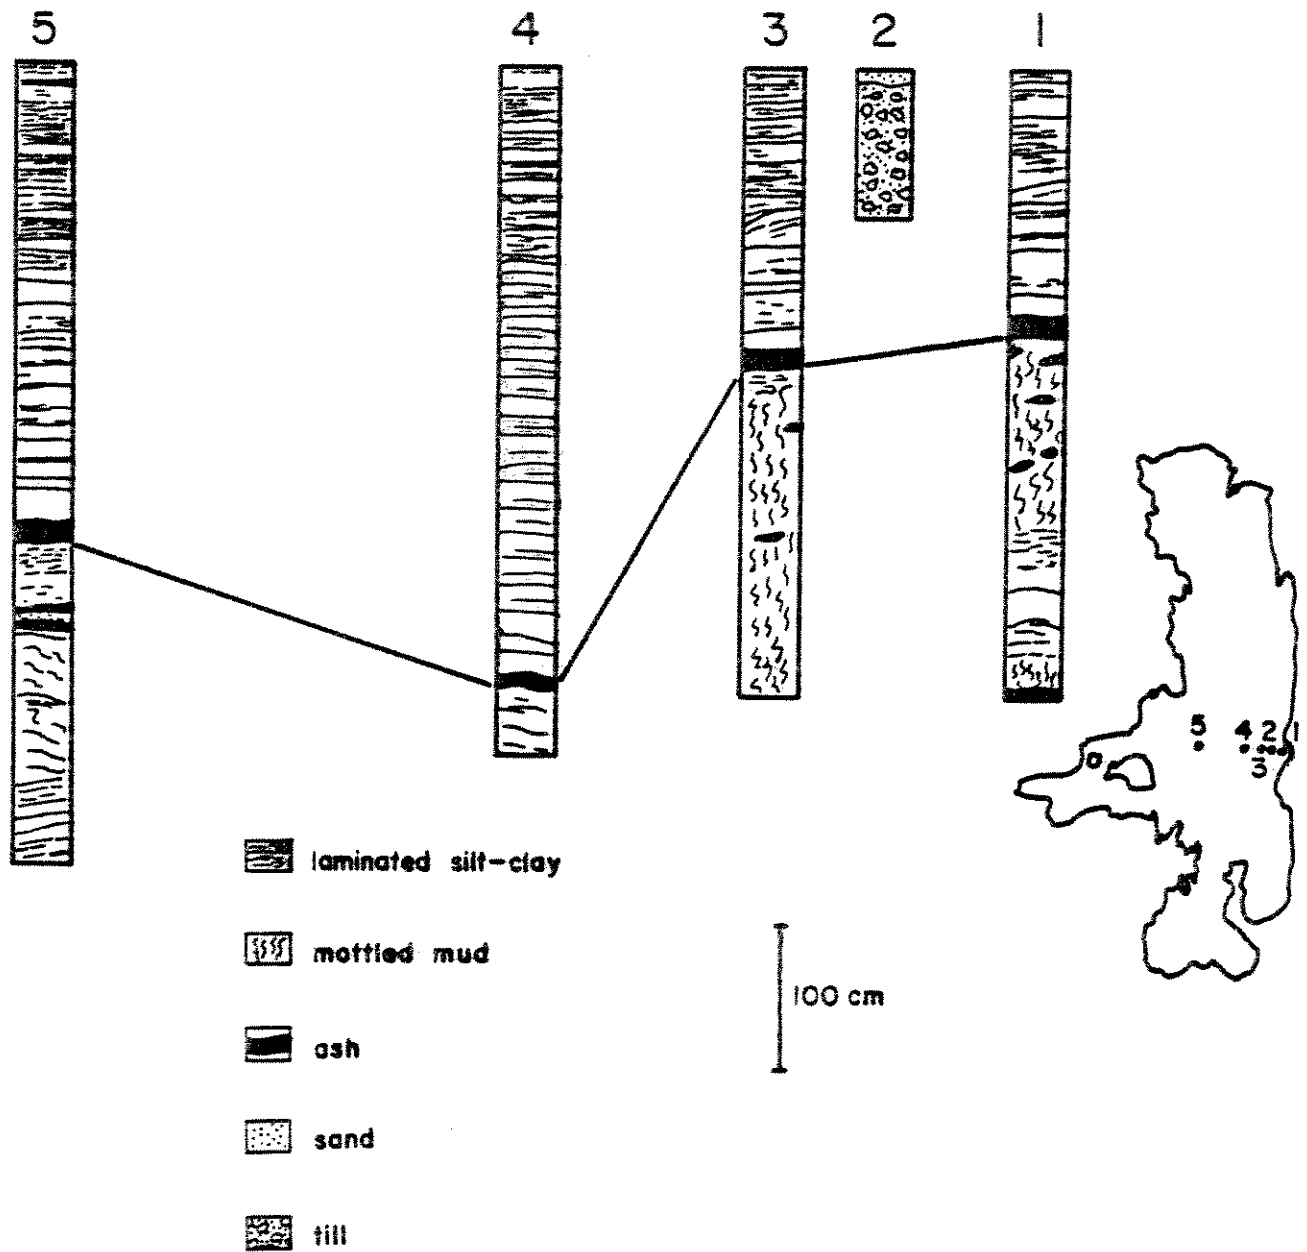 5 4 3 2 1
5 4 2 1
3
laminated silt-clay
mottled mud
100 cm
ash
sand
till